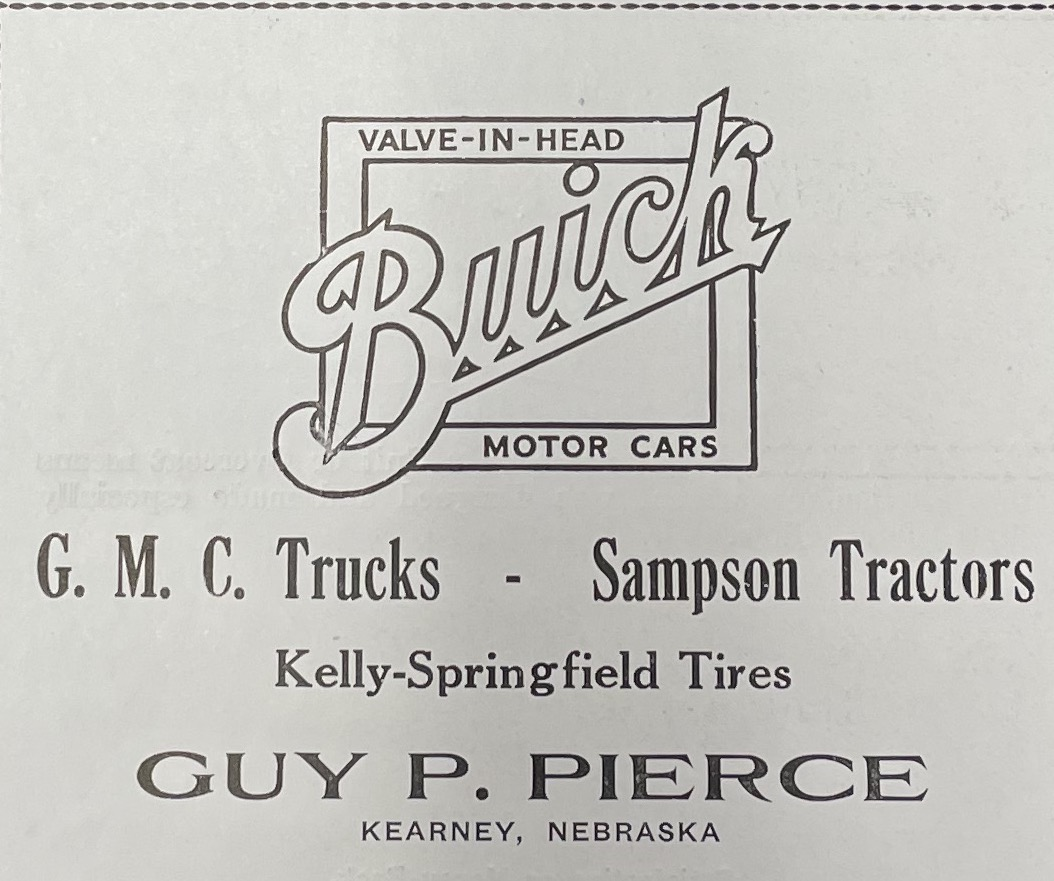 VALVE-IN-HEAD
Buick
MOTOR CARS
G. M. C. Trucks - Sampson Tractors
Kelly-Springfield Tires
GUY P. PIERCE
KEARNEY, NEBRASKA